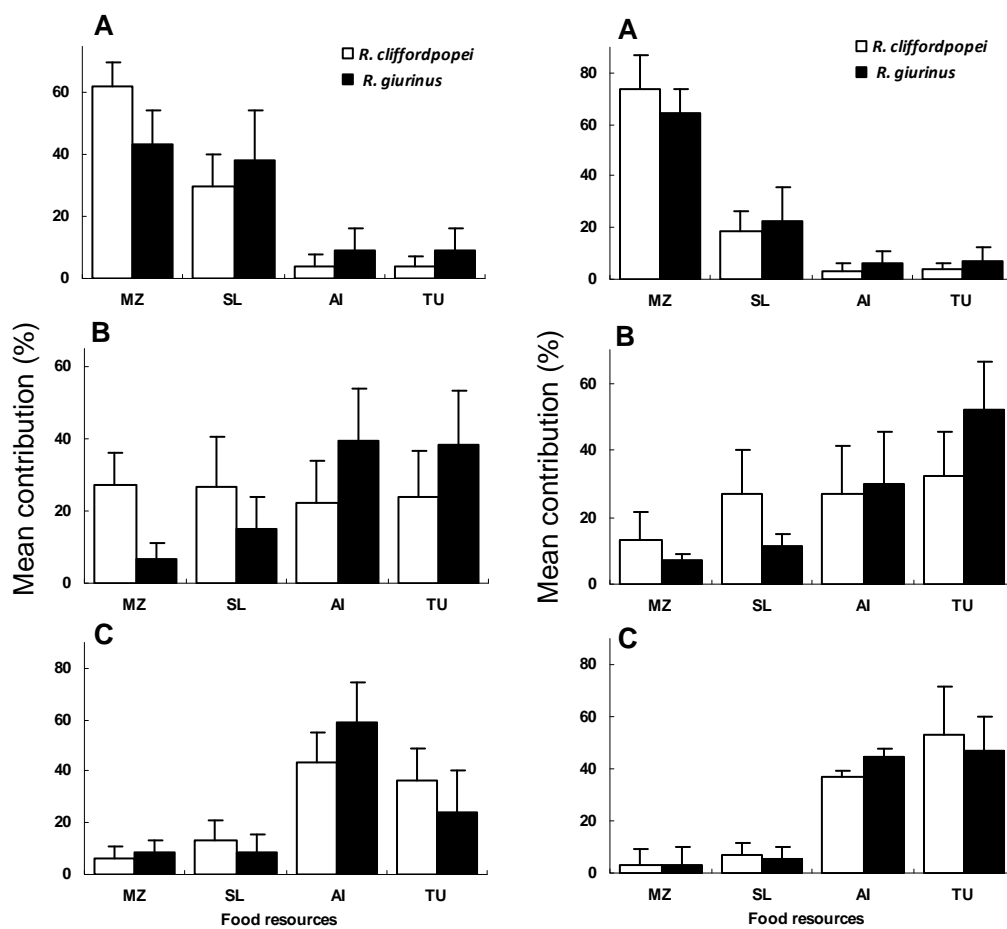 A
R. cliffordpopei
R. giurinus
60
40
20
0
MZ SL AI TU
B
60
40
20
0
MZ SL AI TU
C
80
60
40
20
0
MZ SL AI TU
Food resources
Mean contribution (%)
A
R. cliffordpopei
R. giurinus
80
60
40
20
0
MZ SL AI TU
B
60
40
20
0
MZ SL AI TU
C
80
60
40
20
0
MZ SL AI TU
Food resources
Mean contribution (%)